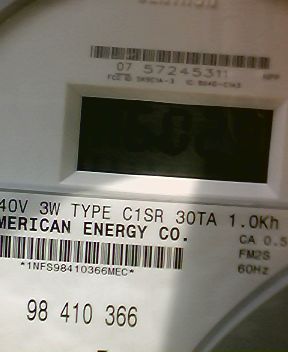 07 57245311
40V 3W TYPE C1SR 30TA 1.0Kh
MERICAN ENERGY CO.
CA 0.5
FM2S
60Hz
*1NFS98410366MEC*
98 410 366